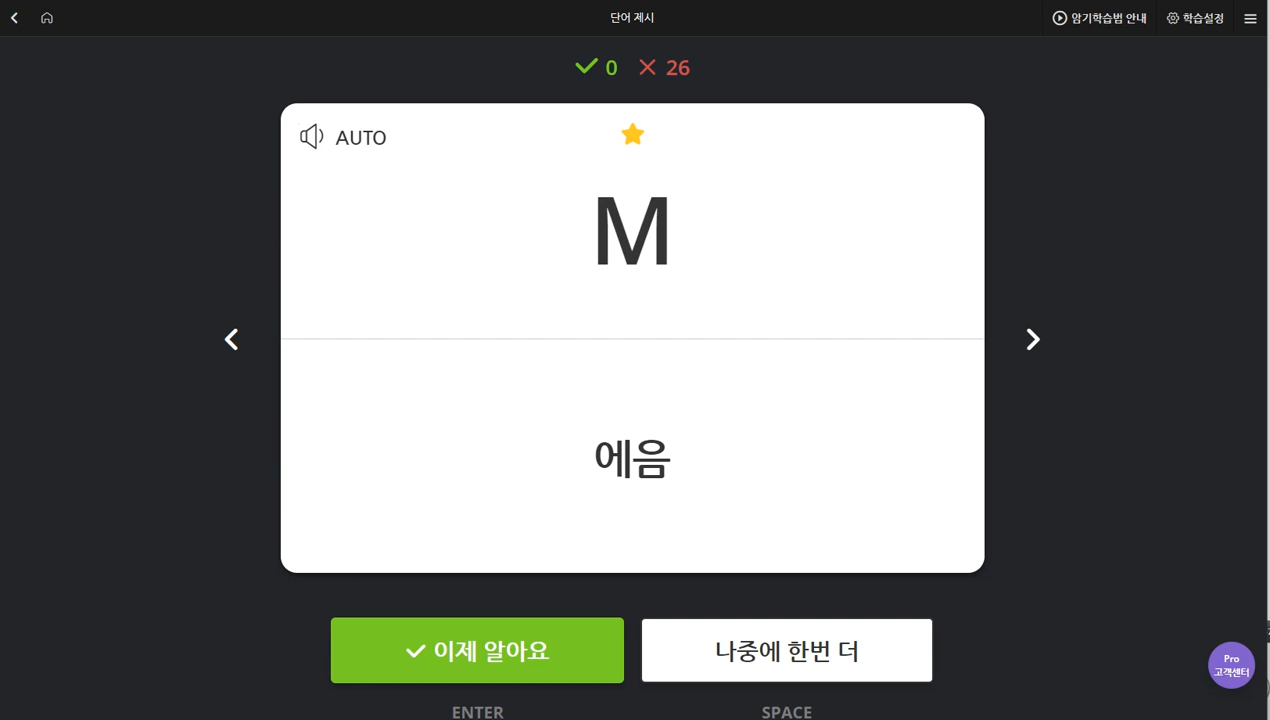 단어 제시
암기학습법 안내
학습설정
0 26
AUTO
M
에음
이제 알아요
나중에 한번 더
ENTER
SPACE
Pro
고객센터